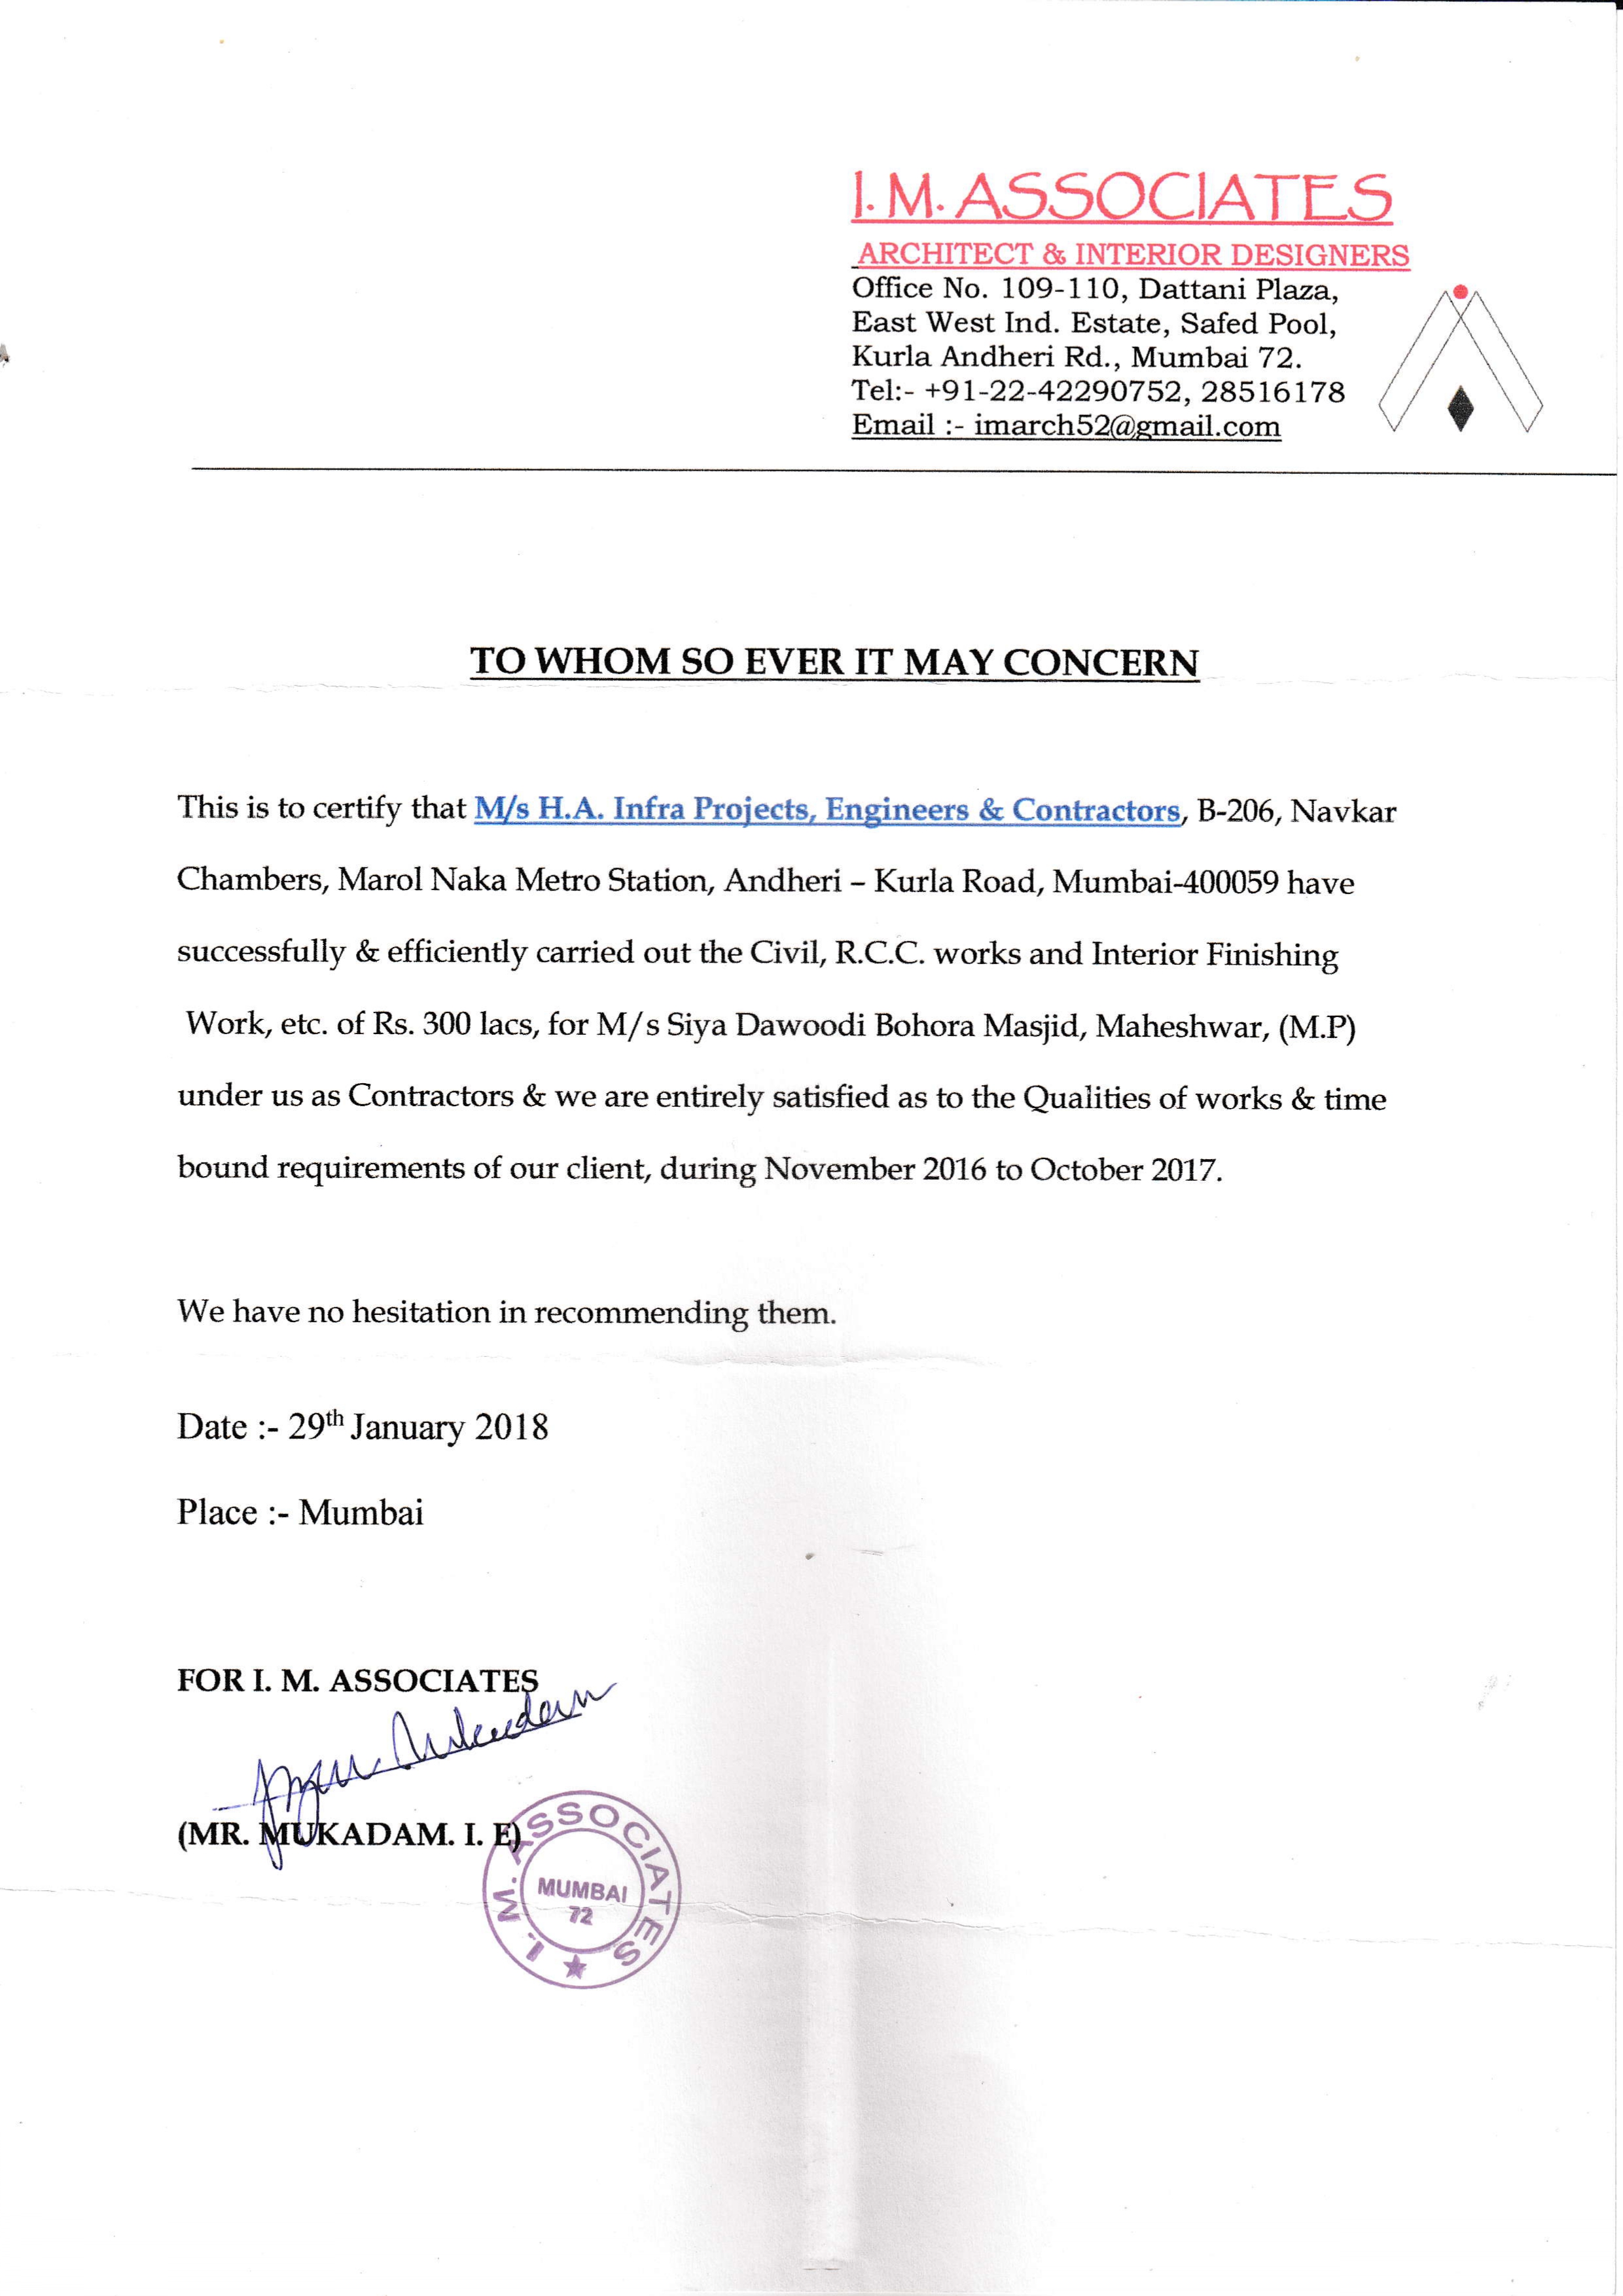 I. M. ASSOCIATES
ARCHITECT & INTERIOR DESIGNERS
Office No. 109-110, Dattani Plaza,
East West Ind. Estate, Safed Pool,
Kurla Andheri Rd., Mumbai 72.
Tel:- +91-22-42290752, 28516178
Email :- imarch52@gmail.com
TO WHOM SO EVER IT MAY CONCERN
This is to certify that M/s H.A. Infra Projects, Engineers & Contractors, B-206, Navkar
Chambers, Marol Naka Metro Station, Andheri – Kurla Road, Mumbai-400059 have
successfully & efficiently carried out the Civil, R.C.C. works and Interior Finishing
Work, etc. of Rs. 300 lacs, for M/s Siya Dawoodi Bohora Masjid, Maheshwar, (M.P)
under us as Contractors & we are entirely satisfied as to the Qualities of works & time
bound requirements of our client, during November 2016 to October 2017.
We have no hesitation in recommending them.
Date :- 29th January 2018
Place :- Mumbai
FOR I. M. ASSOCIATES
Mukadam
(MR. MUKADAM. I. E)
I. M. ASSOCIATES
MUMBAI
72